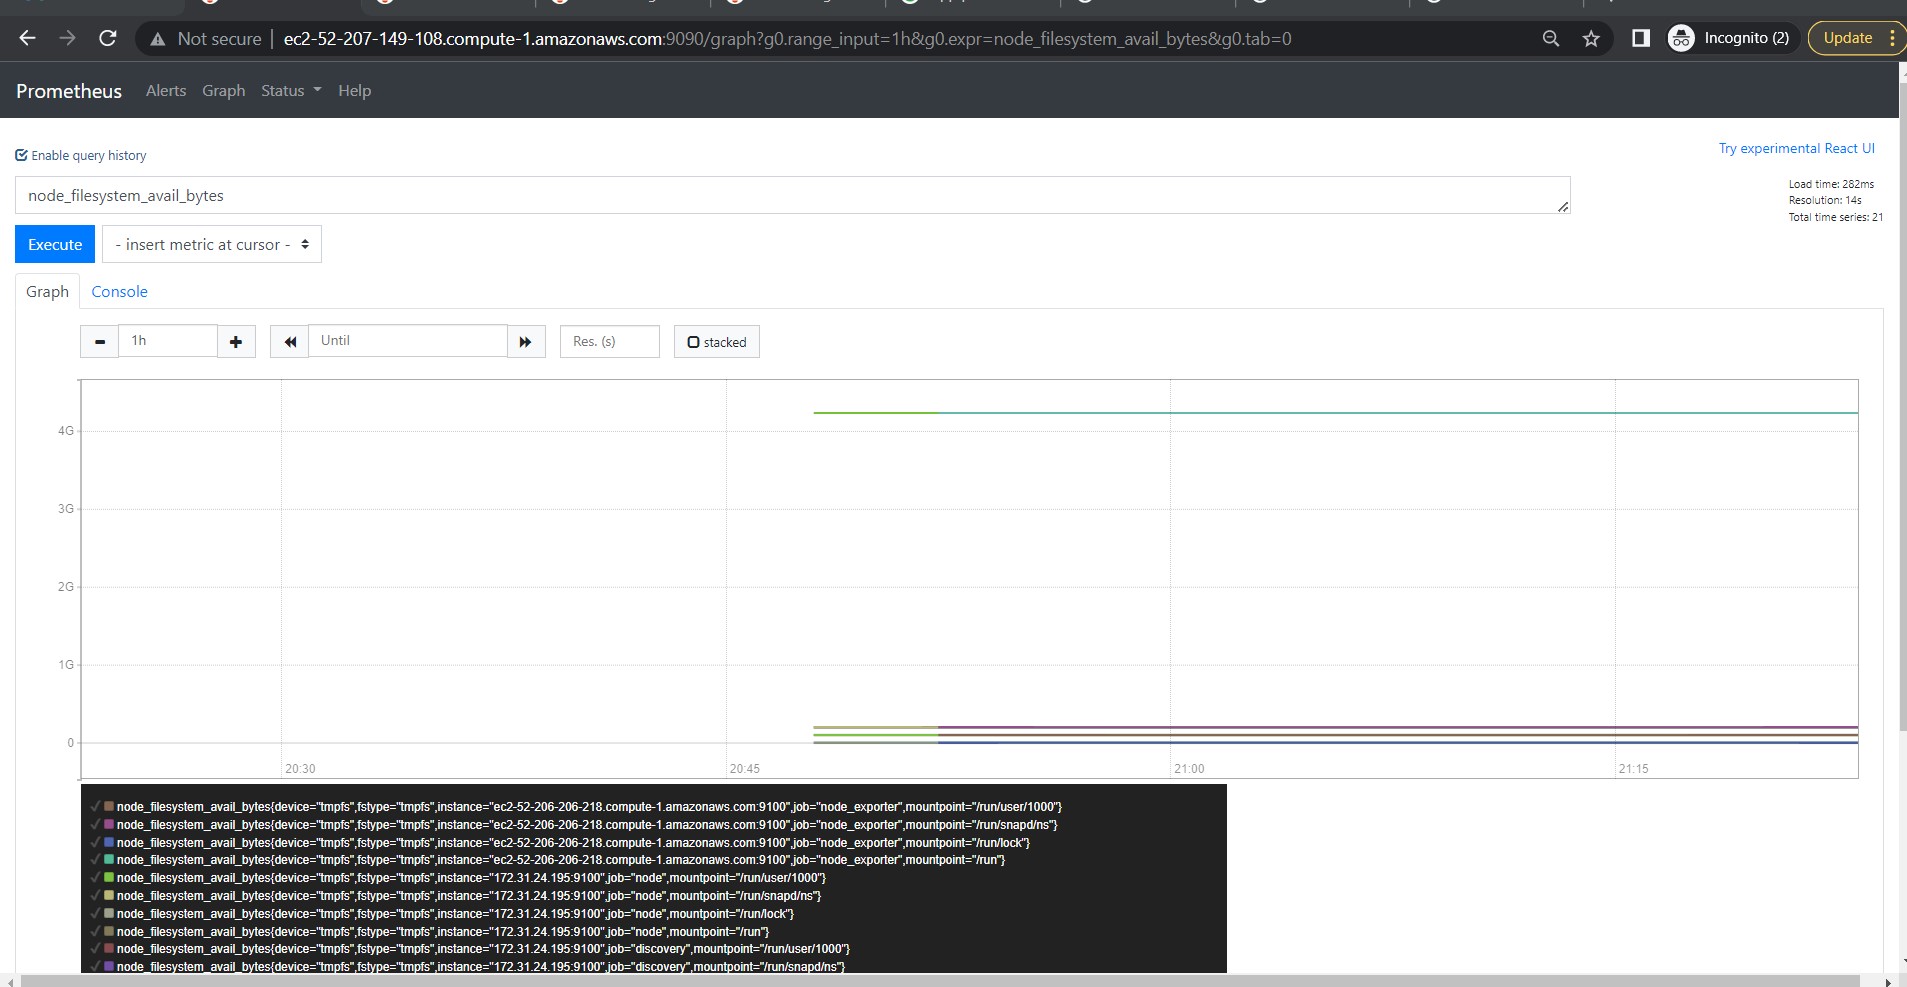 Not secure | ec2-52-207-149-108.compute-1.amazonaws.com:9090/graph?g0.range_input=1h&g0.expr=node_filesystem_avail_bytes&g0.tab=0 Incognito (2) Update
Prometheus Alerts Graph Status Help
Enable query history
Try experimental React UI
node_filesystem_avail_bytes
Load time: 282ms
Resolution: 14s
Total time series: 21
Execute - insert metric at cursor -
Graph Console
1h Until Res. (s) stacked
4G
3G
2G
1G
0
20:30 20:45 21:00 21:15
node_filesystem_avail_bytes{device="tmpfs",fstype="tmpfs",instance="ec2-52-206-206-218.compute-1.amazonaws.com:9100",job="node_exporter",mountpoint="/run/user/1000"}
node_filesystem_avail_bytes{device="tmpfs",fstype="tmpfs",instance="ec2-52-206-206-218.compute-1.amazonaws.com:9100",job="node_exporter",mountpoint="/run/snapd/ns"}
node_filesystem_avail_bytes{device="tmpfs",fstype="tmpfs",instance="ec2-52-206-206-218.compute-1.amazonaws.com:9100",job="node_exporter",mountpoint="/run/lock"}
node_filesystem_avail_bytes{device="tmpfs",fstype="tmpfs",instance="ec2-52-206-206-218.compute-1.amazonaws.com:9100",job="node_exporter",mountpoint="/run"}
node_filesystem_avail_bytes{device="tmpfs",fstype="tmpfs",instance="172.31.24.195:9100",job="node",mountpoint="/run/user/1000"}
node_filesystem_avail_bytes{device="tmpfs",fstype="tmpfs",instance="172.31.24.195:9100",job="node",mountpoint="/run/snapd/ns"}
node_filesystem_avail_bytes{device="tmpfs",fstype="tmpfs",instance="172.31.24.195:9100",job="node",mountpoint="/run/lock"}
node_filesystem_avail_bytes{device="tmpfs",fstype="tmpfs",instance="172.31.24.195:9100",job="node",mountpoint="/run"}
node_filesystem_avail_bytes{device="tmpfs",fstype="tmpfs",instance="172.31.24.195:9100",job="discovery",mountpoint="/run/user/1000"}
node_filesystem_avail_bytes{device="tmpfs",fstype="tmpfs",instance="172.31.24.195:9100",job="discovery",mountpoint="/run/snapd/ns"}